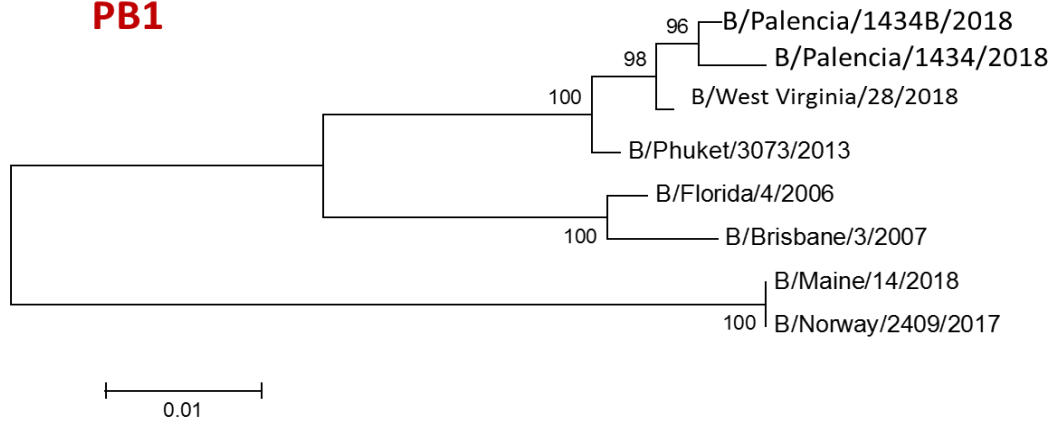 PB1
96
B/Palencia/1434B/2018
B/Palencia/1434/2018
98
B/West Virginia/28/2018
100
B/Phuket/3073/2013
B/Florida/4/2006
100
B/Brisbane/3/2007
B/Maine/14/2018
100
B/Norway/2409/2017
0.01